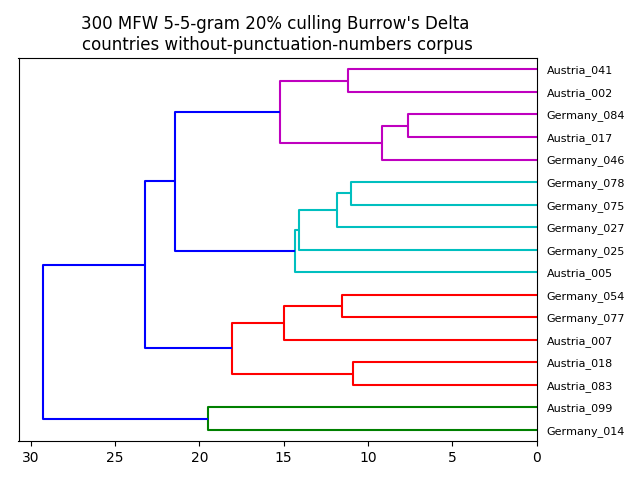 300 MFW 5-5-gram 20% culling Burrow's Delta
countries without-punctuation-numbers corpus
Austria_041
Austria_002
Germany_084
Austria_017
Germany_046
Germany_078
Germany_075
Germany_027
Germany_025
Austria_005
Germany_054
Germany_077
Austria_007
Austria_018
Austria_083
Austria_099
Germany_014
30 25 20 15 10 5 0